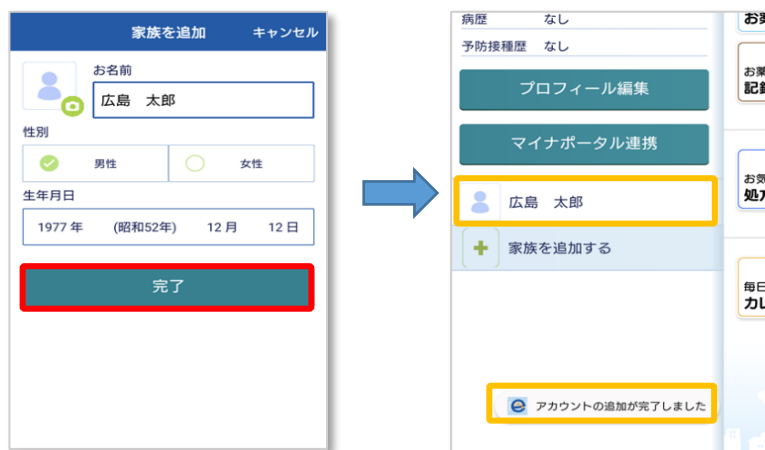 家族を追加
キャンセル
お名前
広島 太郎
性別
男性
女性
生年月日
1977 年 (昭和52年) 12 月 12 日
完了
病歴 なし
予防接種歴 なし
プロフィール編集
マイナポータル連携
広島 太郎
家族を追加する
アカウントの追加が完了しました
お薬
毎日